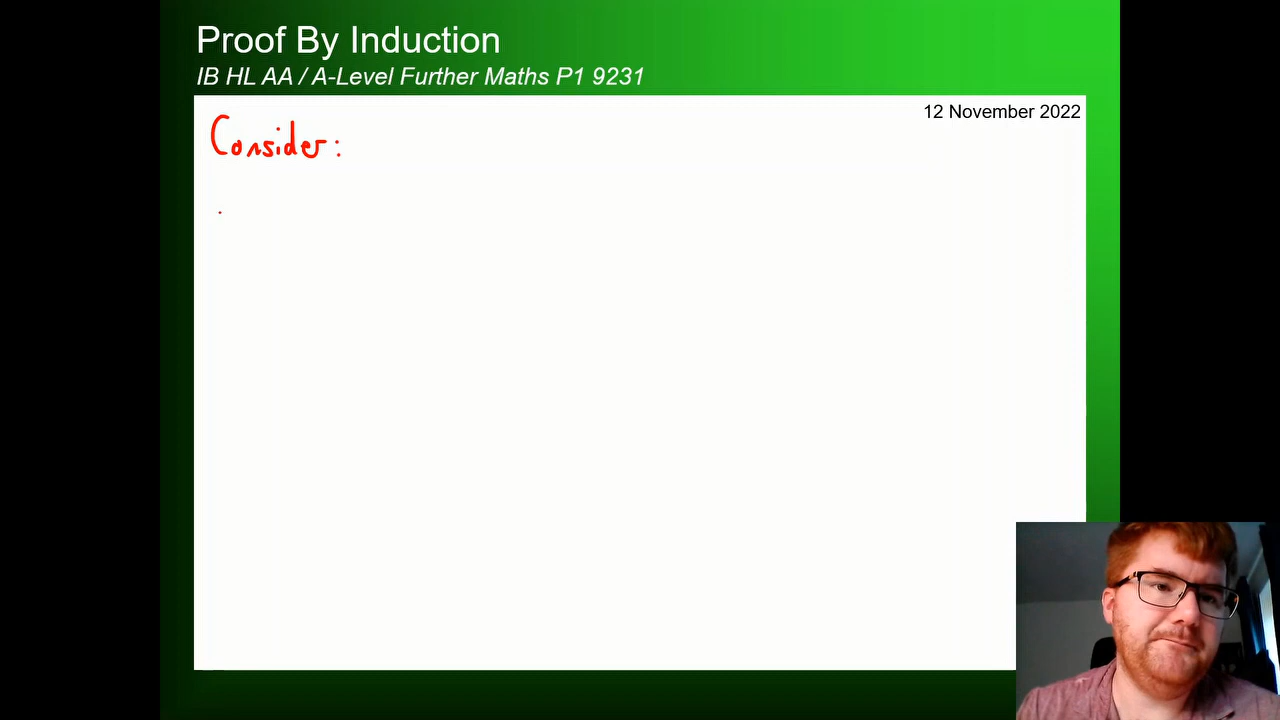 Proof By Induction
IB HL AA / A-Level Further Maths P1 9231
12 November 2022
Consider: